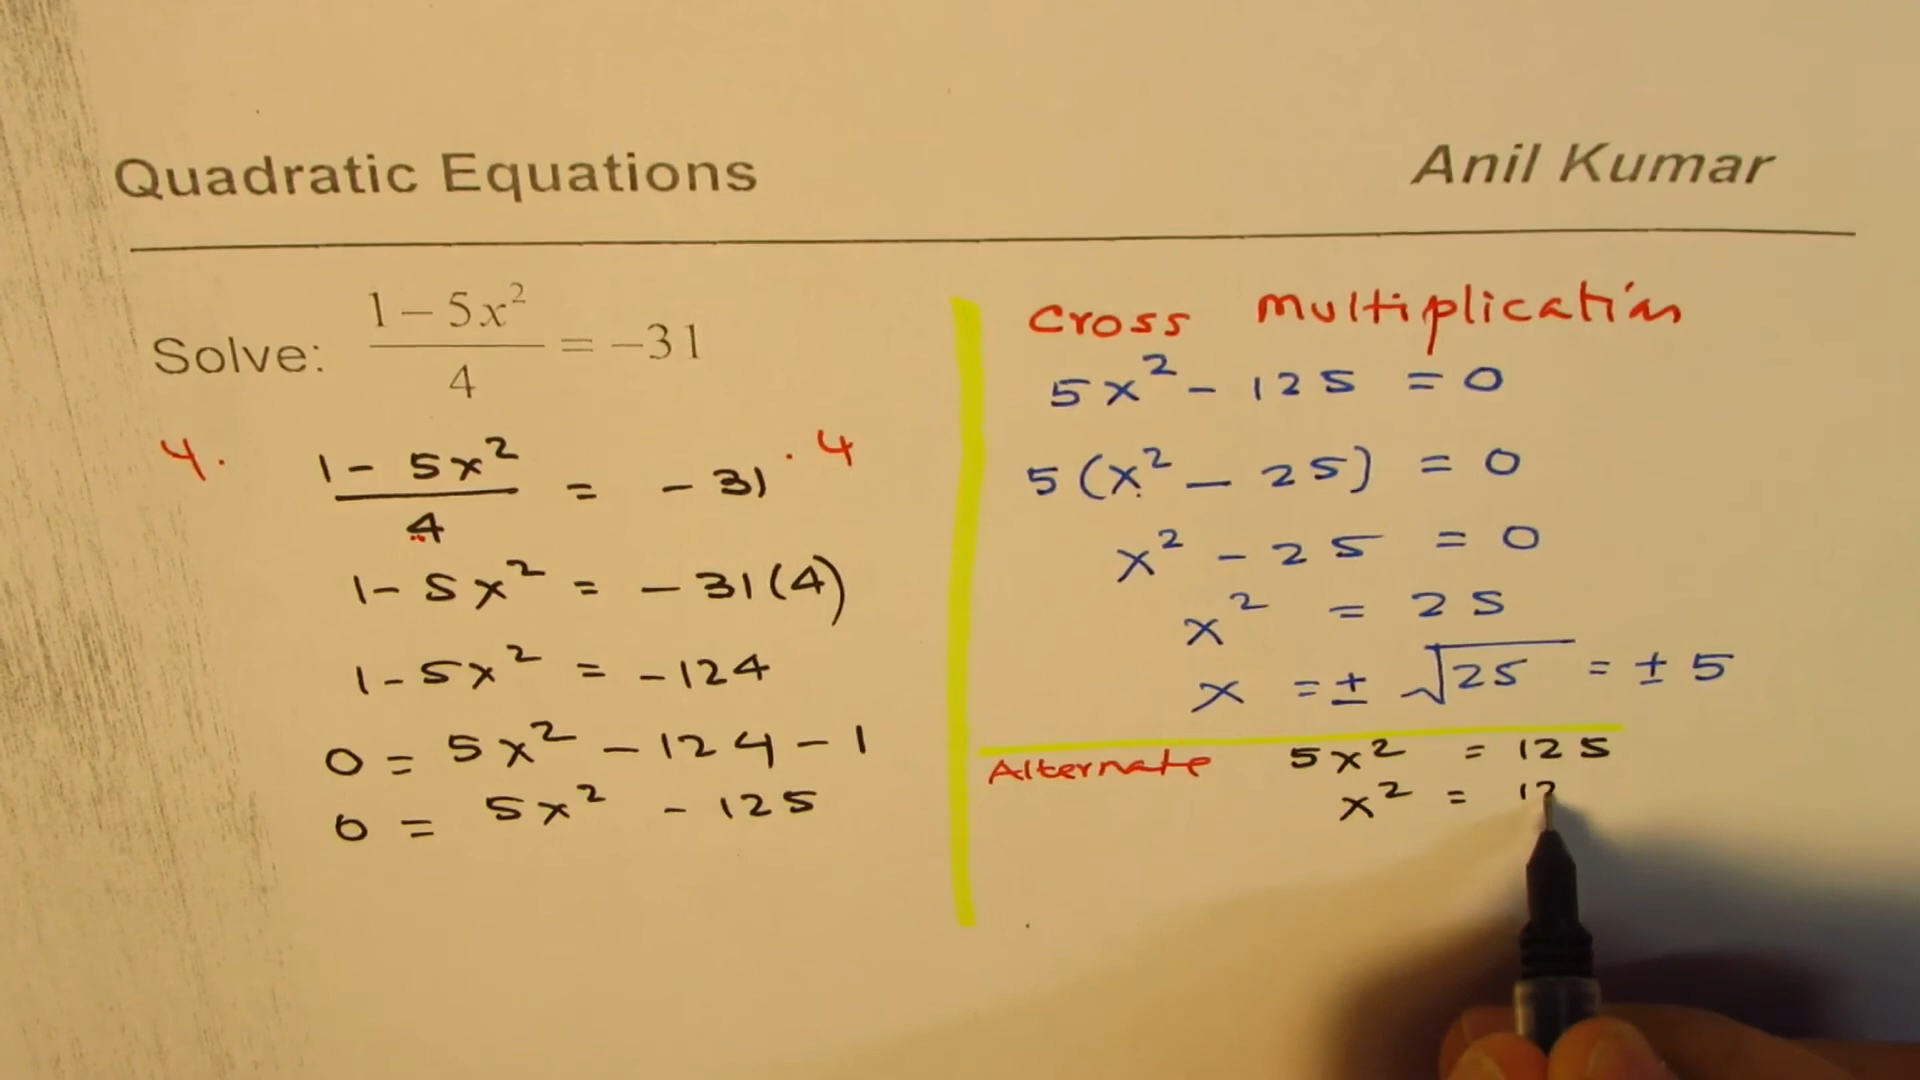 Quadratic Equations
Anil Kumar
Solve: (1 − 5x²)/4 = −31
4 · (1 − 5x²)/4 = −31 · 4
1 − 5x² = −31(4)
1 − 5x² = −124
0 = 5x² − 124 − 1
0 = 5x² − 125
Cross multiplication
5x² − 125 = 0
5(x² − 25) = 0
x² − 25 = 0
x² = 25
x = ± √25 = ± 5
Alternate 5x² = 125
x² = 12